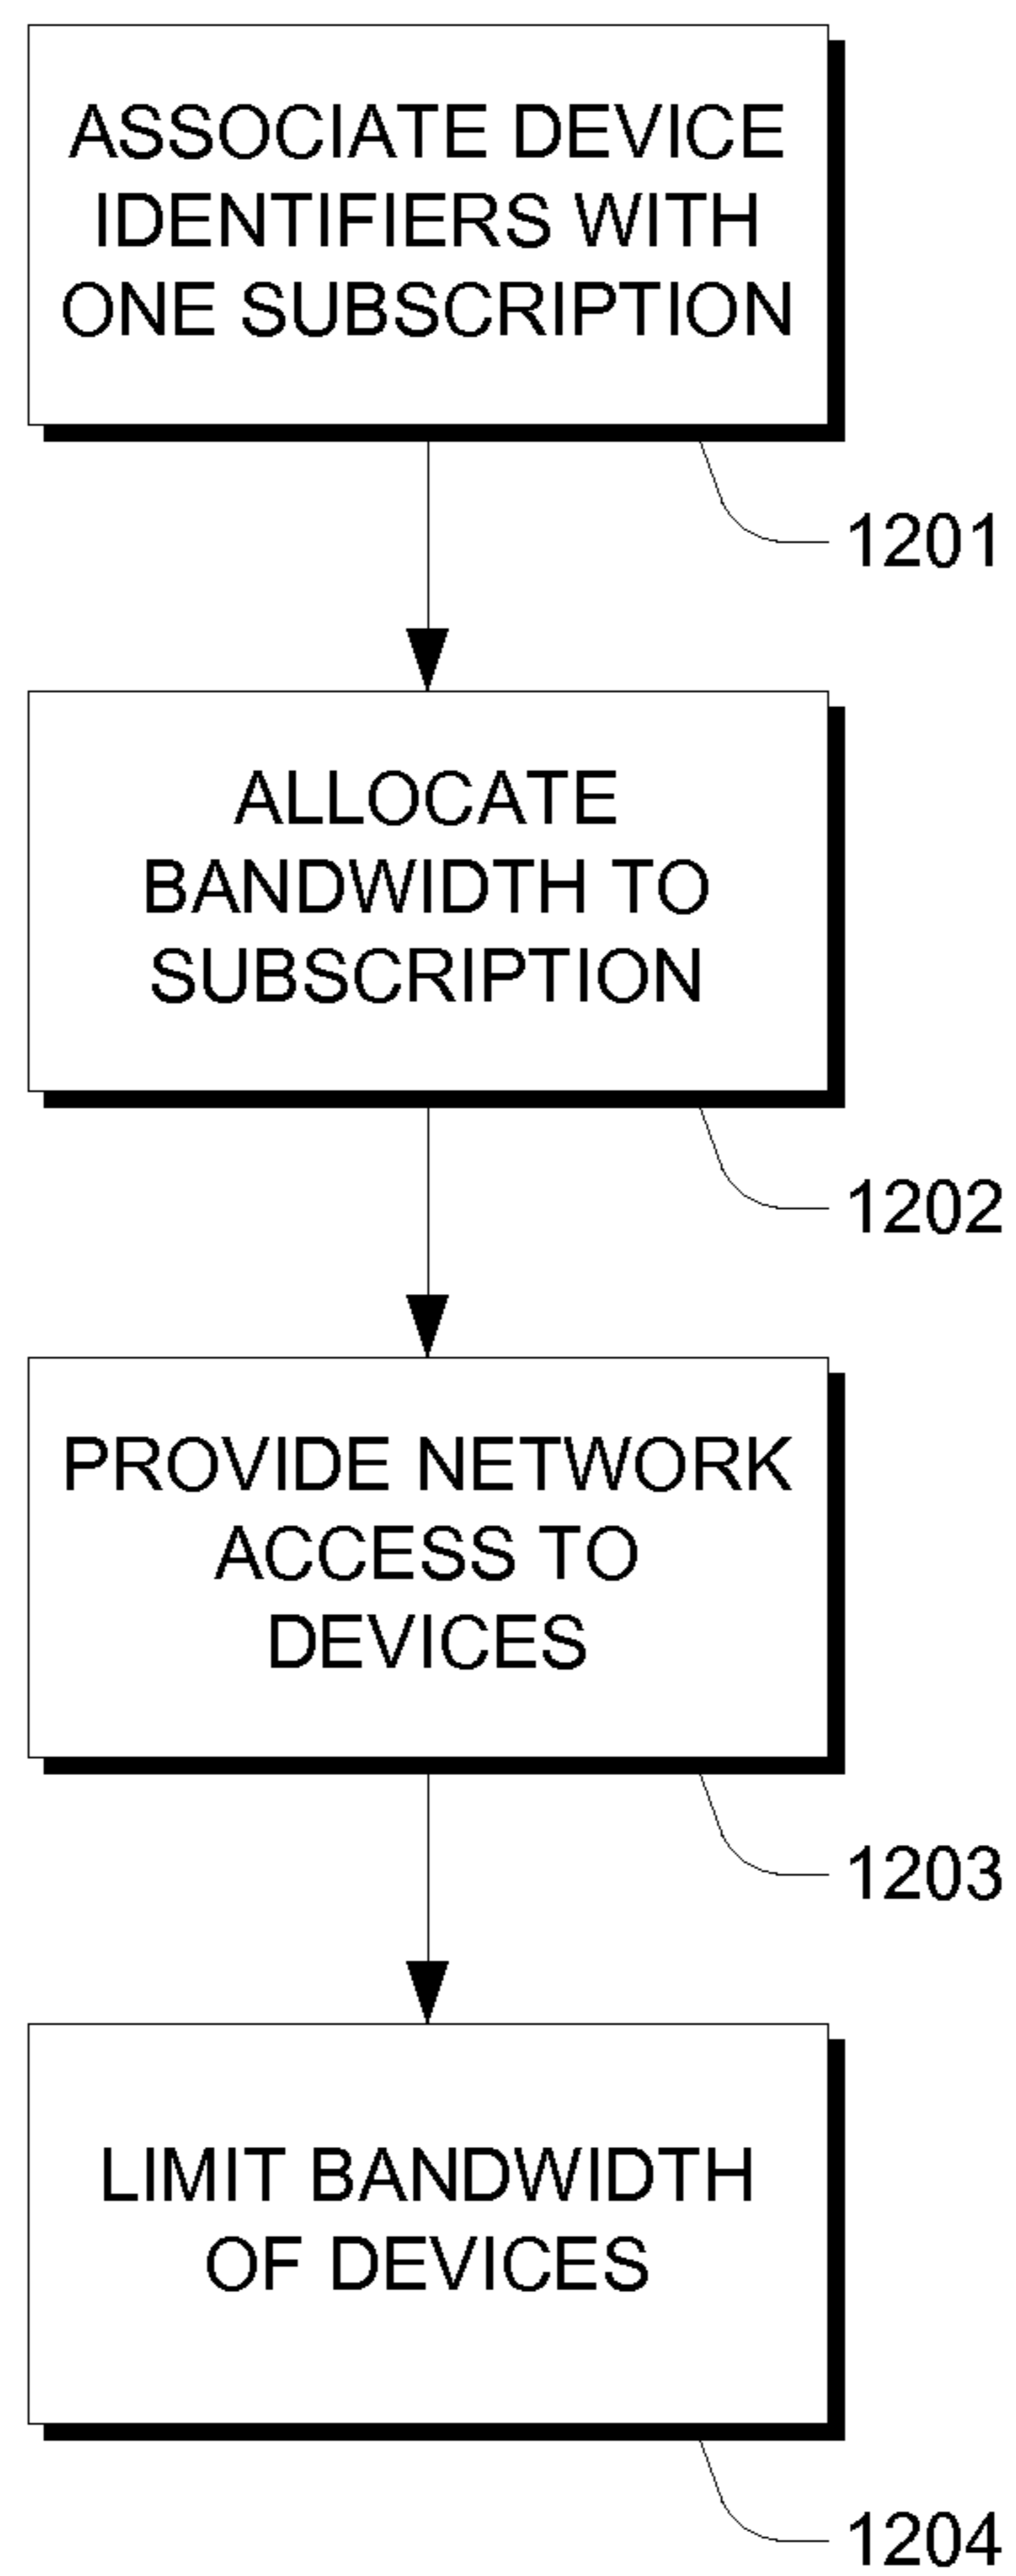 ASSOCIATE DEVICE
IDENTIFIERS WITH
ONE SUBSCRIPTION
1201
ALLOCATE
BANDWIDTH TO
SUBSCRIPTION
1202
PROVIDE NETWORK
ACCESS TO
DEVICES
1203
LIMIT BANDWIDTH
OF DEVICES
1204